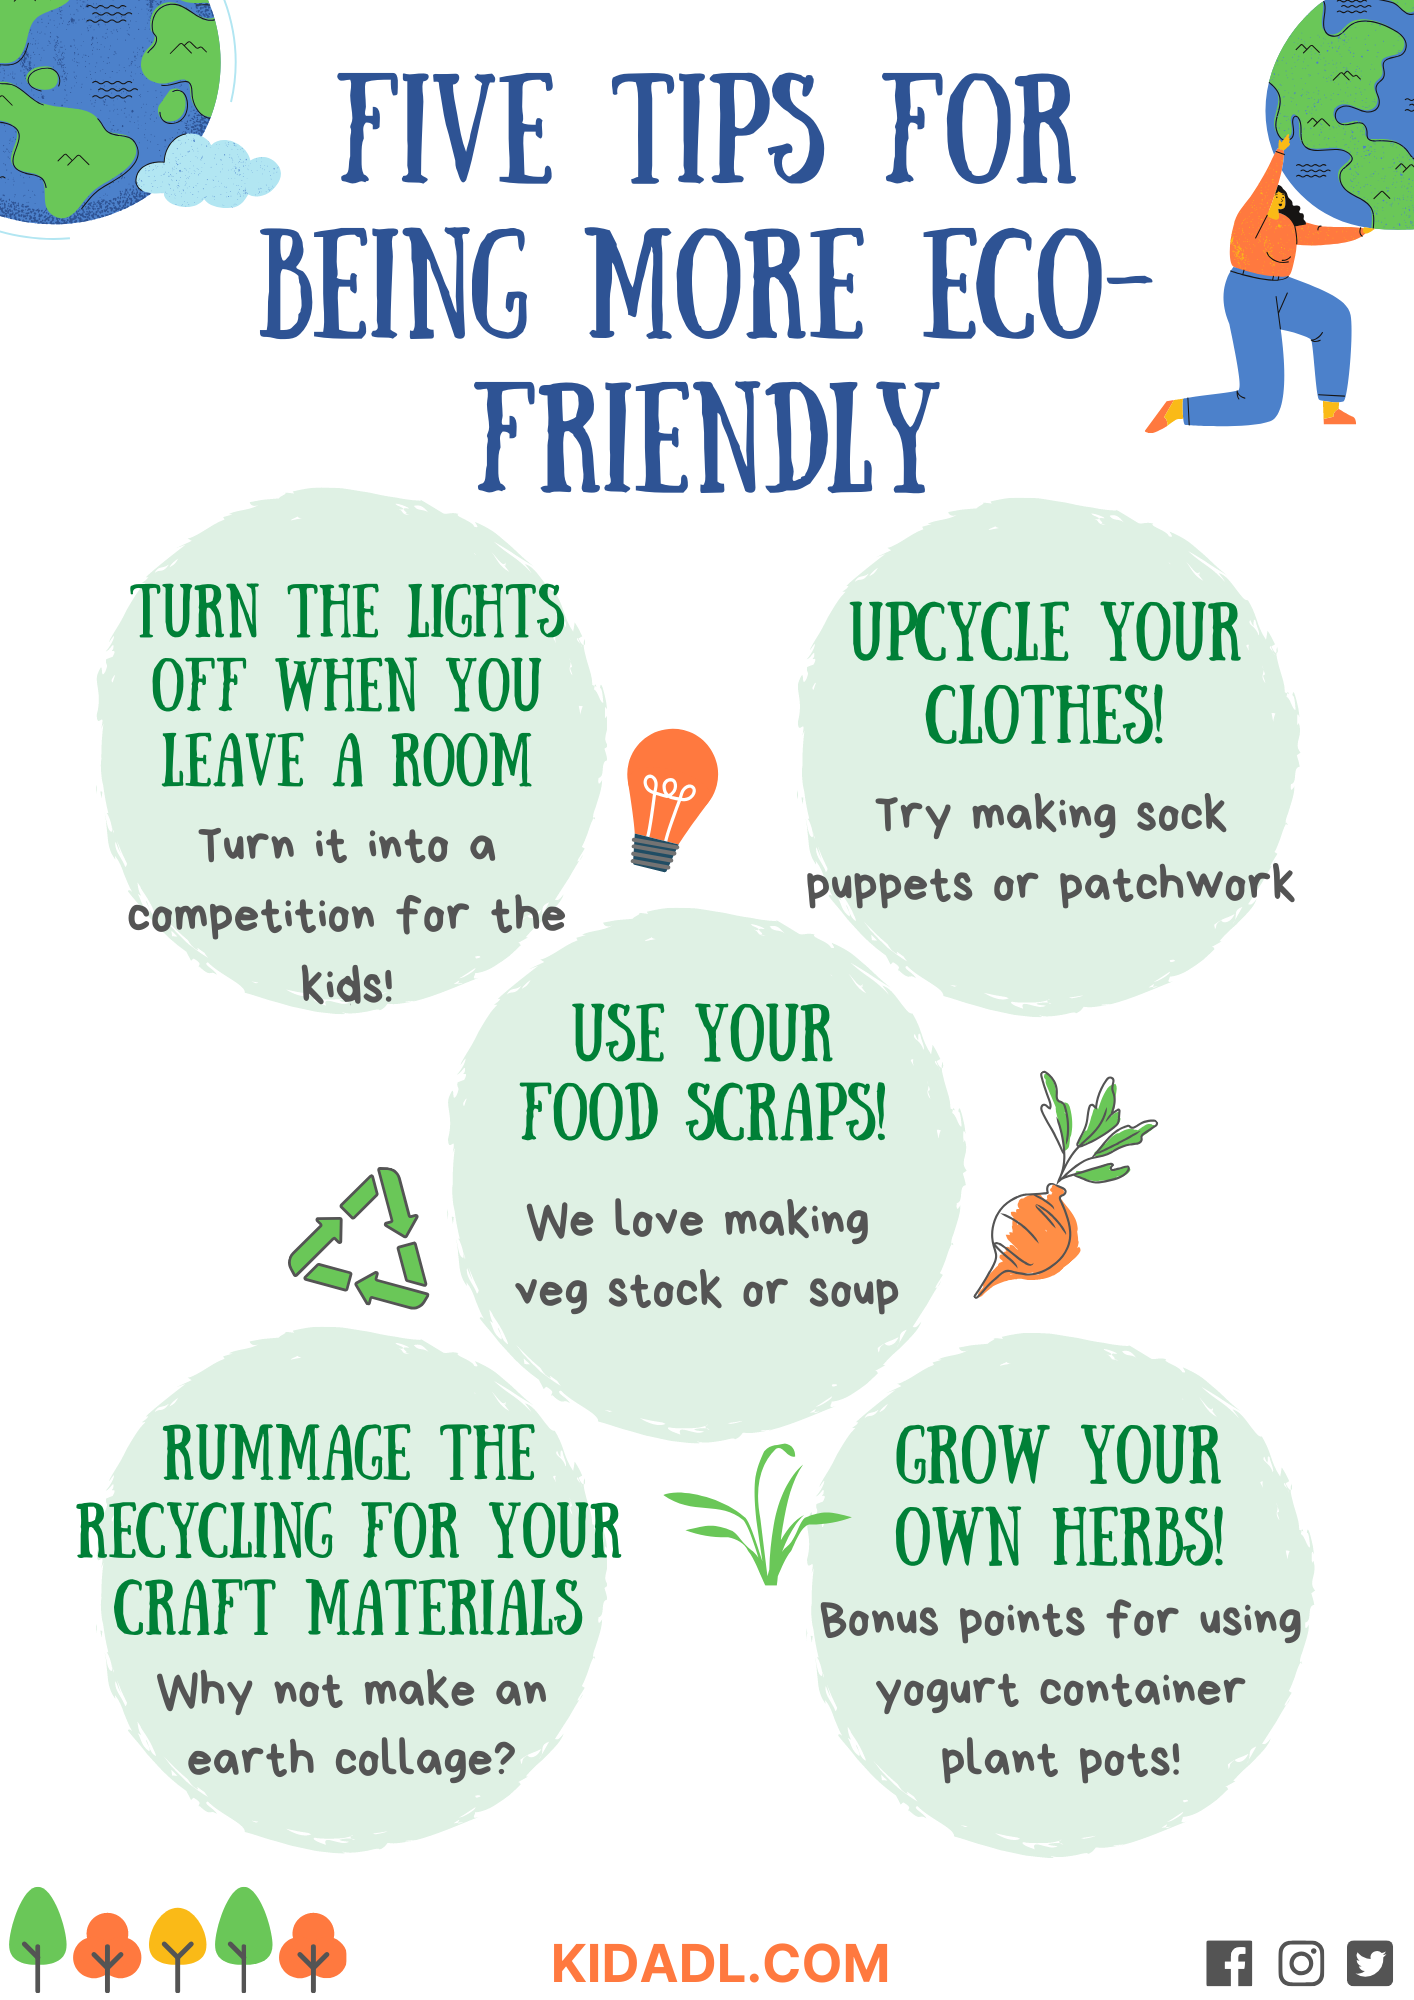 FIVE TIPS FOR
BEING MORE ECO-
FRIENDLY
TURN THE LIGHTS
OFF WHEN YOU
LEAVE A ROOM
Turn it into a
competition for the
kids!
UPCYCLE YOUR
CLOTHES!
Try making sock
puppets or patchwork
USE YOUR
FOOD SCRAPS!
We love making
veg stock or soup
RUMMAGE THE
RECYCLING FOR YOUR
CRAFT MATERIALS
Why not make an
earth collage?
GROW YOUR
OWN HERBS!
Bonus points for using
yogurt container
plant pots!
KIDADL.COM